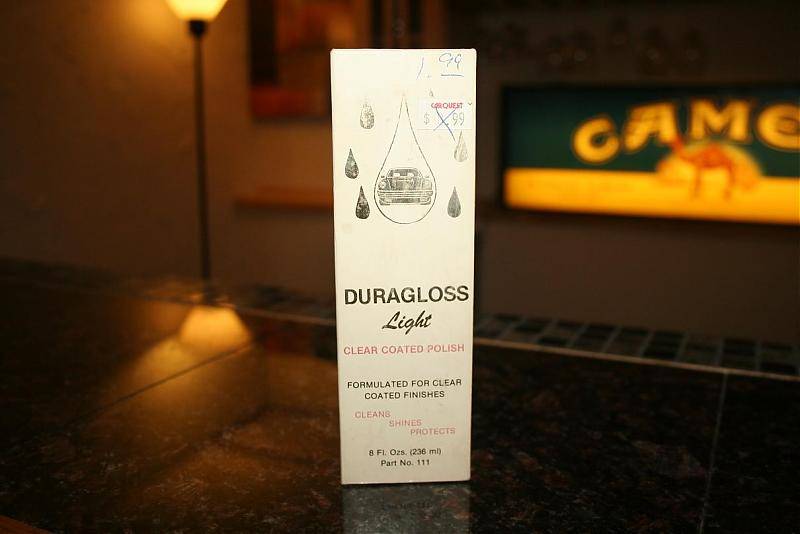 1.99
CARQUEST
$ .99
DURAGLOSS
Light
CLEAR COATED POLISH
FORMULATED FOR CLEAR
COATED FINISHES
CLEANS
SHINES
PROTECTS
8 Fl. Ozs. (236 ml)
Part No. 111
CAME